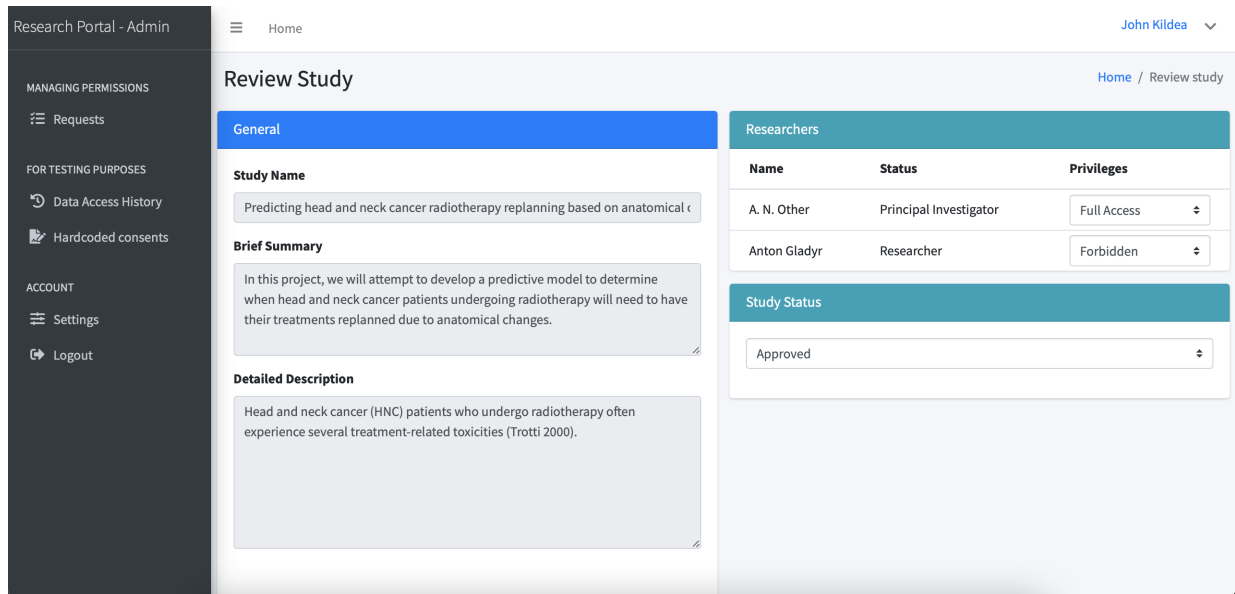 Research Portal - Admin
Home
John Kildea
MANAGING PERMISSIONS
Requests
FOR TESTING PURPOSES
Data Access History
Hardcoded consents
ACCOUNT
Settings
Logout
Review Study
Home / Review study
General
Study Name
Predicting head and neck cancer radiotherapy replanning based on anatomical
Brief Summary
In this project, we will attempt to develop a predictive model to determine
when head and neck cancer patients undergoing radiotherapy will need to have
their treatments replanned due to anatomical changes.
Detailed Description
Head and neck cancer (HNC) patients who undergo radiotherapy often
experience several treatment-related toxicities (Trotti 2000).
Researchers
Name Status Privileges
A. N. Other Principal Investigator Full Access
Anton Gladyr Researcher Forbidden
Study Status
Approved